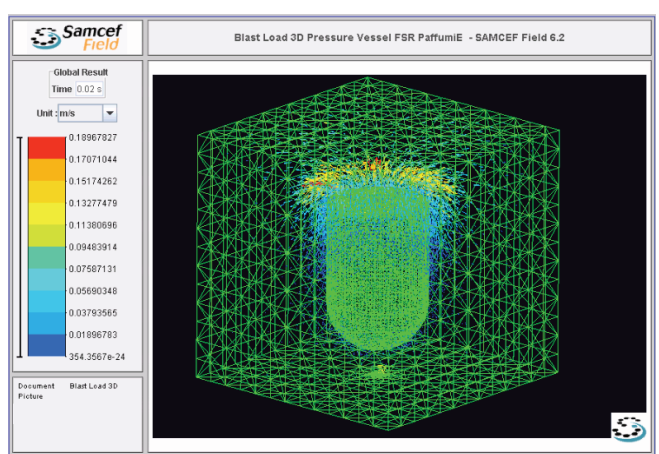 Samcef
Field
Blast Load 3D Pressure Vessel FSR PaffumiE - SAMCEF Field 6.2
Global Result
Time 0.02 s
Unit : m/s
0.18967827
0.17071044
0.15174262
0.13277479
0.11380696
0.09483914
0.07587131
0.05690348
0.03793565
0.01896783
354.3567e-24
Document Blast Load 3D
Picture